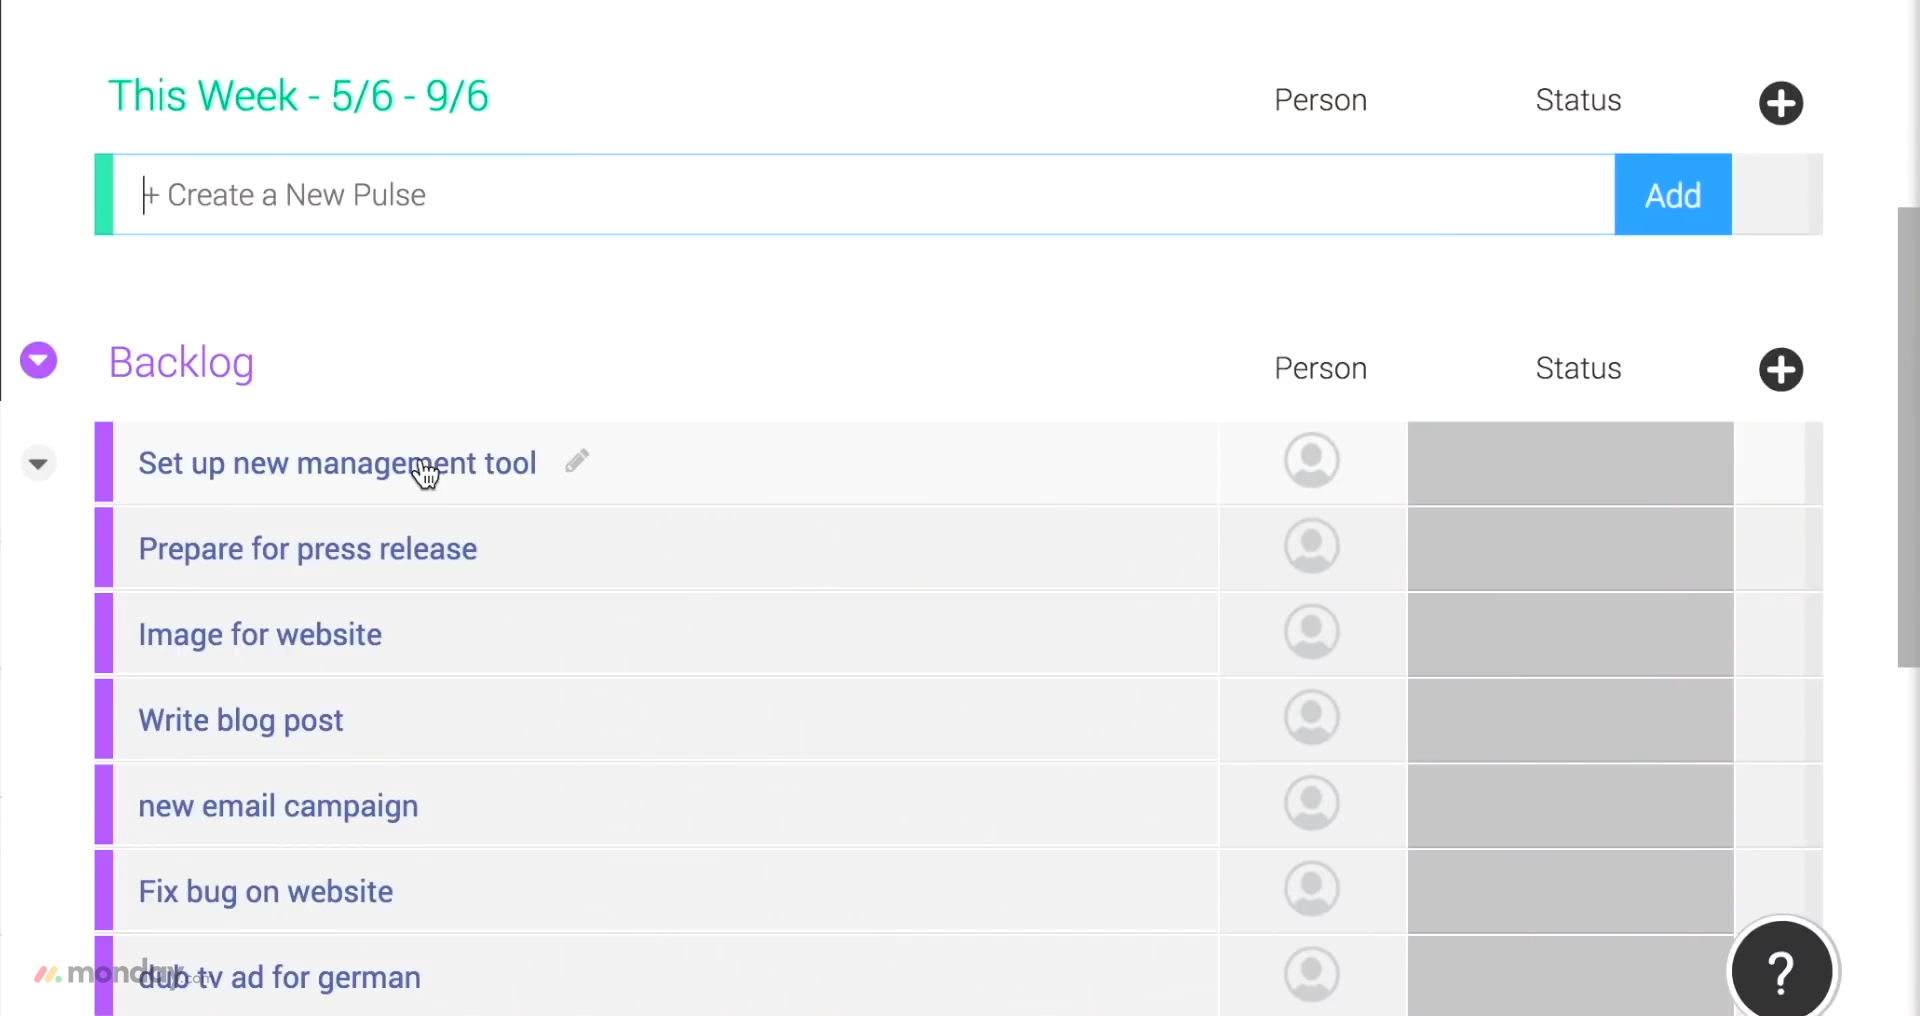 This Week - 5/6 - 9/6 Person Status
+ Create a New Pulse Add
Backlog Person Status
Set up new management tool
Prepare for press release
Image for website
Write blog post
new email campaign
Fix bug on website
dub tv ad for german
monday.com
?